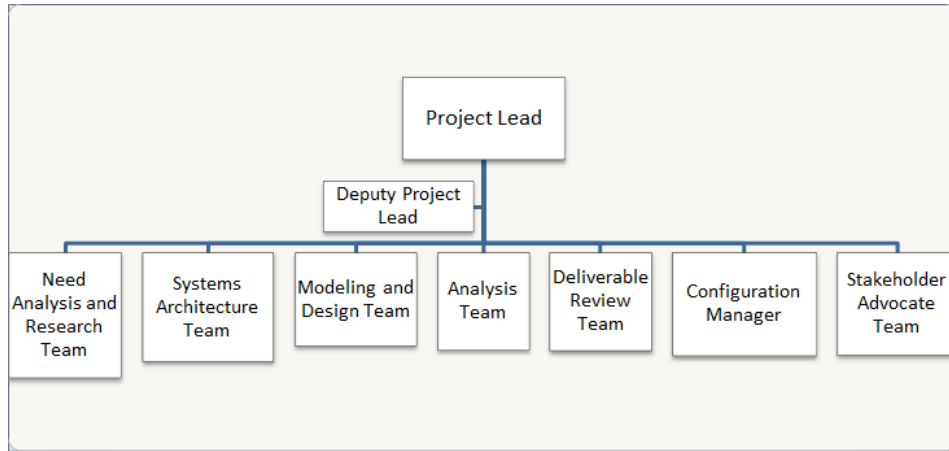 Project Lead
Deputy Project
Lead
Need
Analysis and
Research
Team
Systems
Architecture
Team
Modeling and
Design Team
Analysis
Team
Deliverable
Review
Team
Configuration
Manager
Stakeholder
Advocate
Team